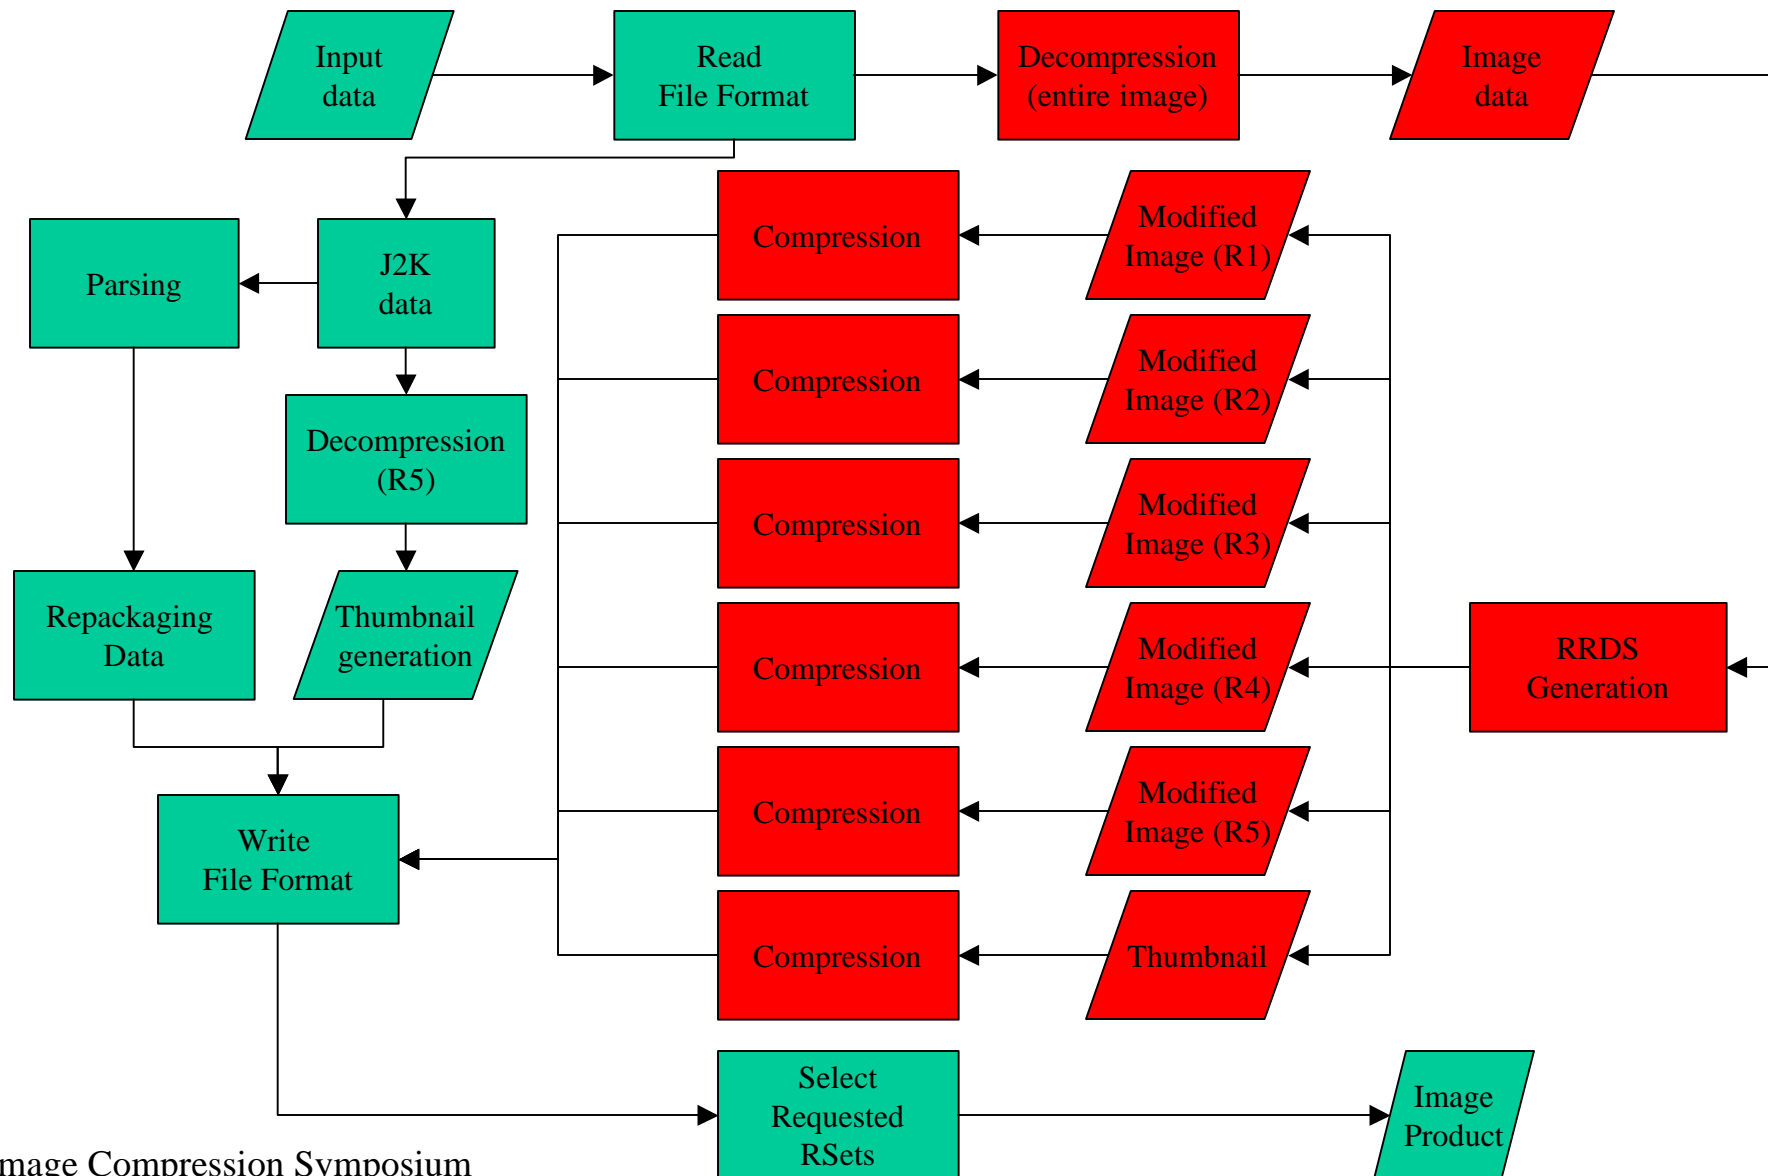 Input
data
Read
File Format
Decompression
(entire image)
Image
data
Parsing
J2K
data
Compression
Modified
Image (R1)
Compression
Modified
Image (R2)
Decompression
(R5)
Compression
Modified
Image (R3)
Repackaging
Data
Thumbnail
generation
Compression
Modified
Image (R4)
RRDS
Generation
Write
File Format
Compression
Modified
Image (R5)
Compression
Thumbnail
Select
Requested
RSets
Image
Product
mage Compression Symposium